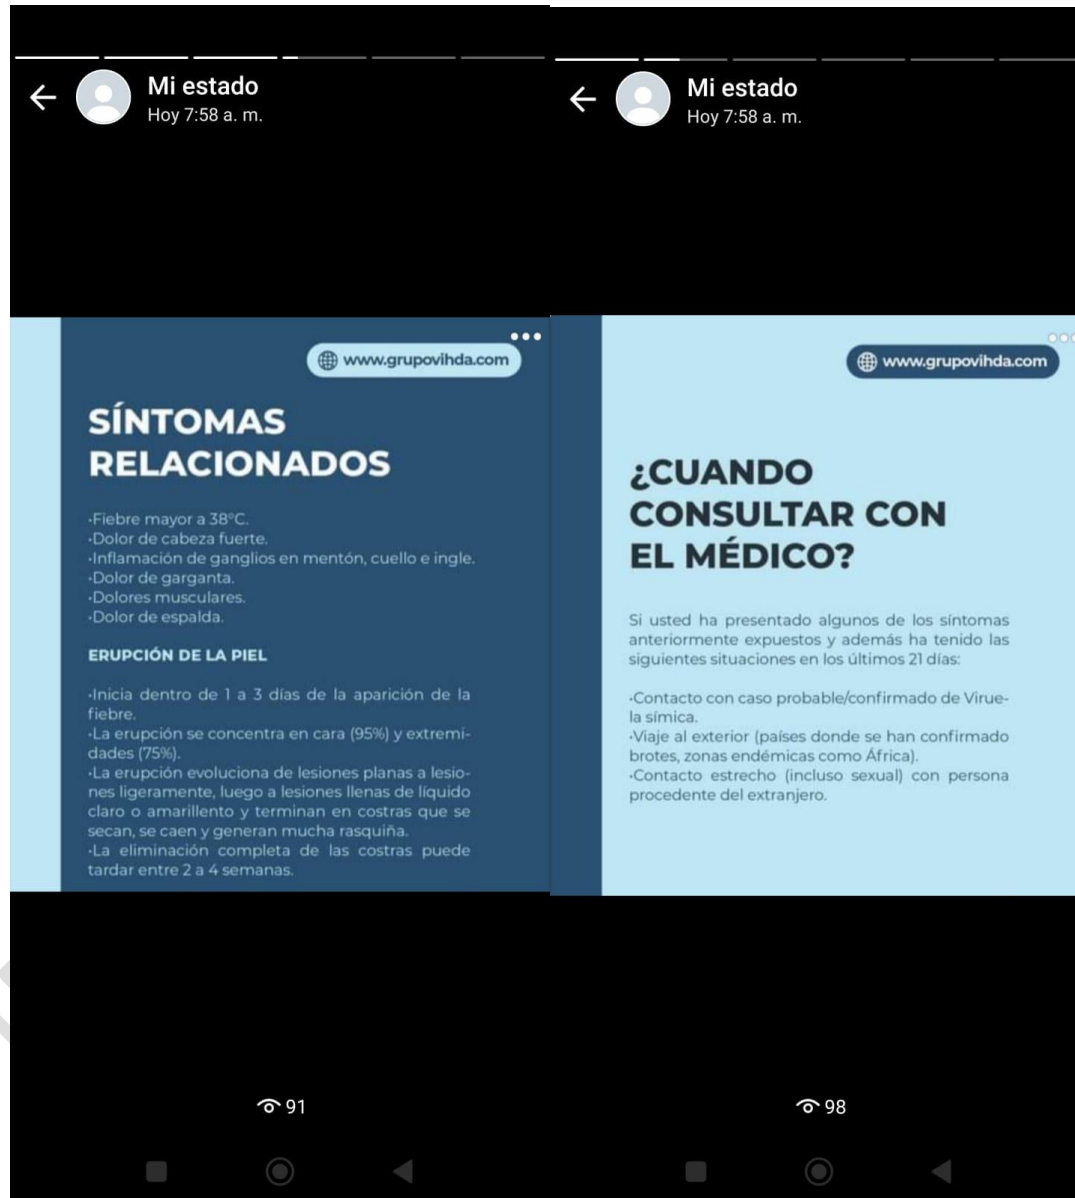 Mi estado
Hoy 7:58 a. m.
www.grupovihda.com
SÍNTOMAS
RELACIONADOS
•Fiebre mayor a 38°C.
•Dolor de cabeza fuerte.
•Inflamación de ganglios en mentón, cuello e ingle.
•Dolor de garganta.
•Dolores musculares.
•Dolor de espalda.
ERUPCIÓN DE LA PIEL
•Inicia dentro de 1 a 3 días de la aparición de la
fiebre.
•La erupción se concentra en cara (95%) y extremi-
dades (75%).
•La erupción evoluciona de lesiones planas a lesio-
nes ligeramente, luego a lesiones llenas de líquido
claro o amarillento y terminan en costras que se
secan, se caen y generan mucha rasquiña.
•La eliminación completa de las costras puede
tardar entre 2 a 4 semanas.
91
Mi estado
Hoy 7:58 a. m.
www.grupovihda.com
¿CUANDO
CONSULTAR CON
EL MÉDICO?
Si usted ha presentado algunos de los síntomas
anteriormente expuestos y además ha tenido las
siguientes situaciones en los últimos 21 días:
•Contacto con caso probable/confirmado de Virue-
la símica.
•Viaje al exterior (países donde se han confirmado
brotes, zonas endémicas como África).
•Contacto estrecho (incluso sexual) con persona
procedente del extranjero.
98